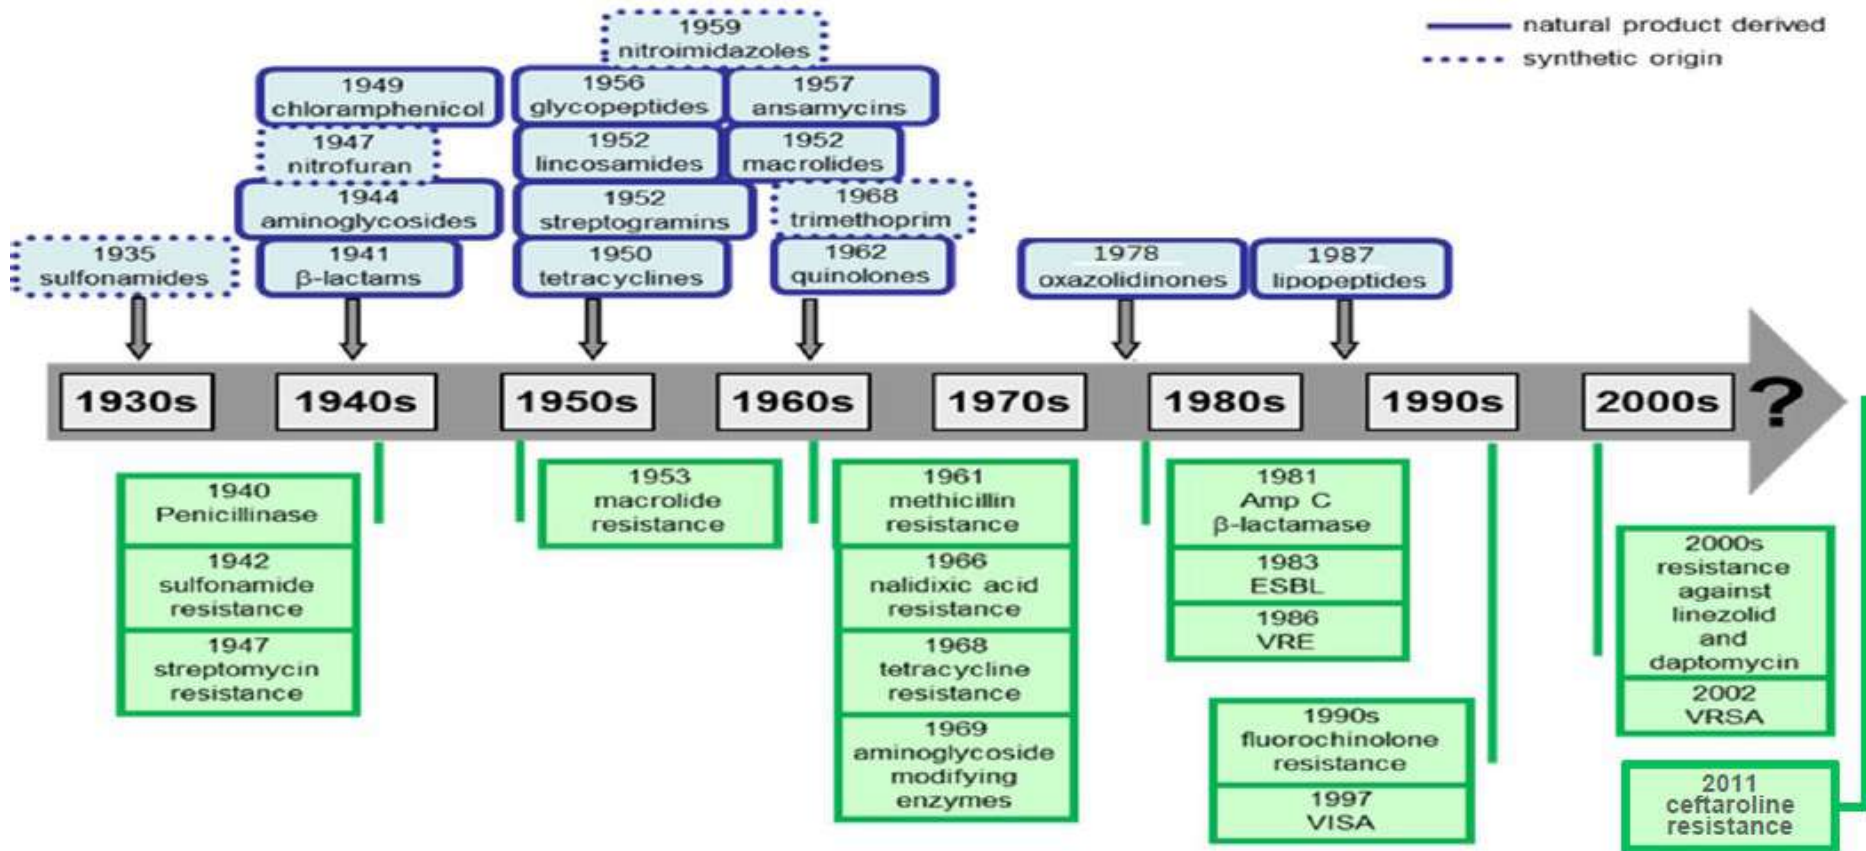 1959
nitroimidazoles
natural product derived
synthetic origin
1949
chloramphenicol
1956
glycopeptides
1957
ansamycins
1947
nitrofuran
1952
lincosamides
1952
macrolides
1944
aminoglycosides
1952
streptogramins
1968
trimethoprim
1935
sulfonamides
1941
β-lactams
1950
tetracyclines
1962
quinolones
1978
oxazolidinones
1987
lipopeptides
1930s
1940s
1950s
1960s
1970s
1980s
1990s
2000s
?
1940
Penicillinase
1942
sulfonamide
resistance
1947
streptomycin
resistance
1953
macrolide
resistance
1961
methicillin
resistance
1966
nalidixic acid
resistance
1968
tetracycline
resistance
1969
aminoglycoside
modifying
enzymes
1981
Amp C
β-lactamase
1983
ESBL
1986
VRE
1990s
fluorochinolone
resistance
1997
VISA
2000s
resistance
against
linezolid
and
daptomycin
2002
VRSA
2011
ceftaroline
resistance